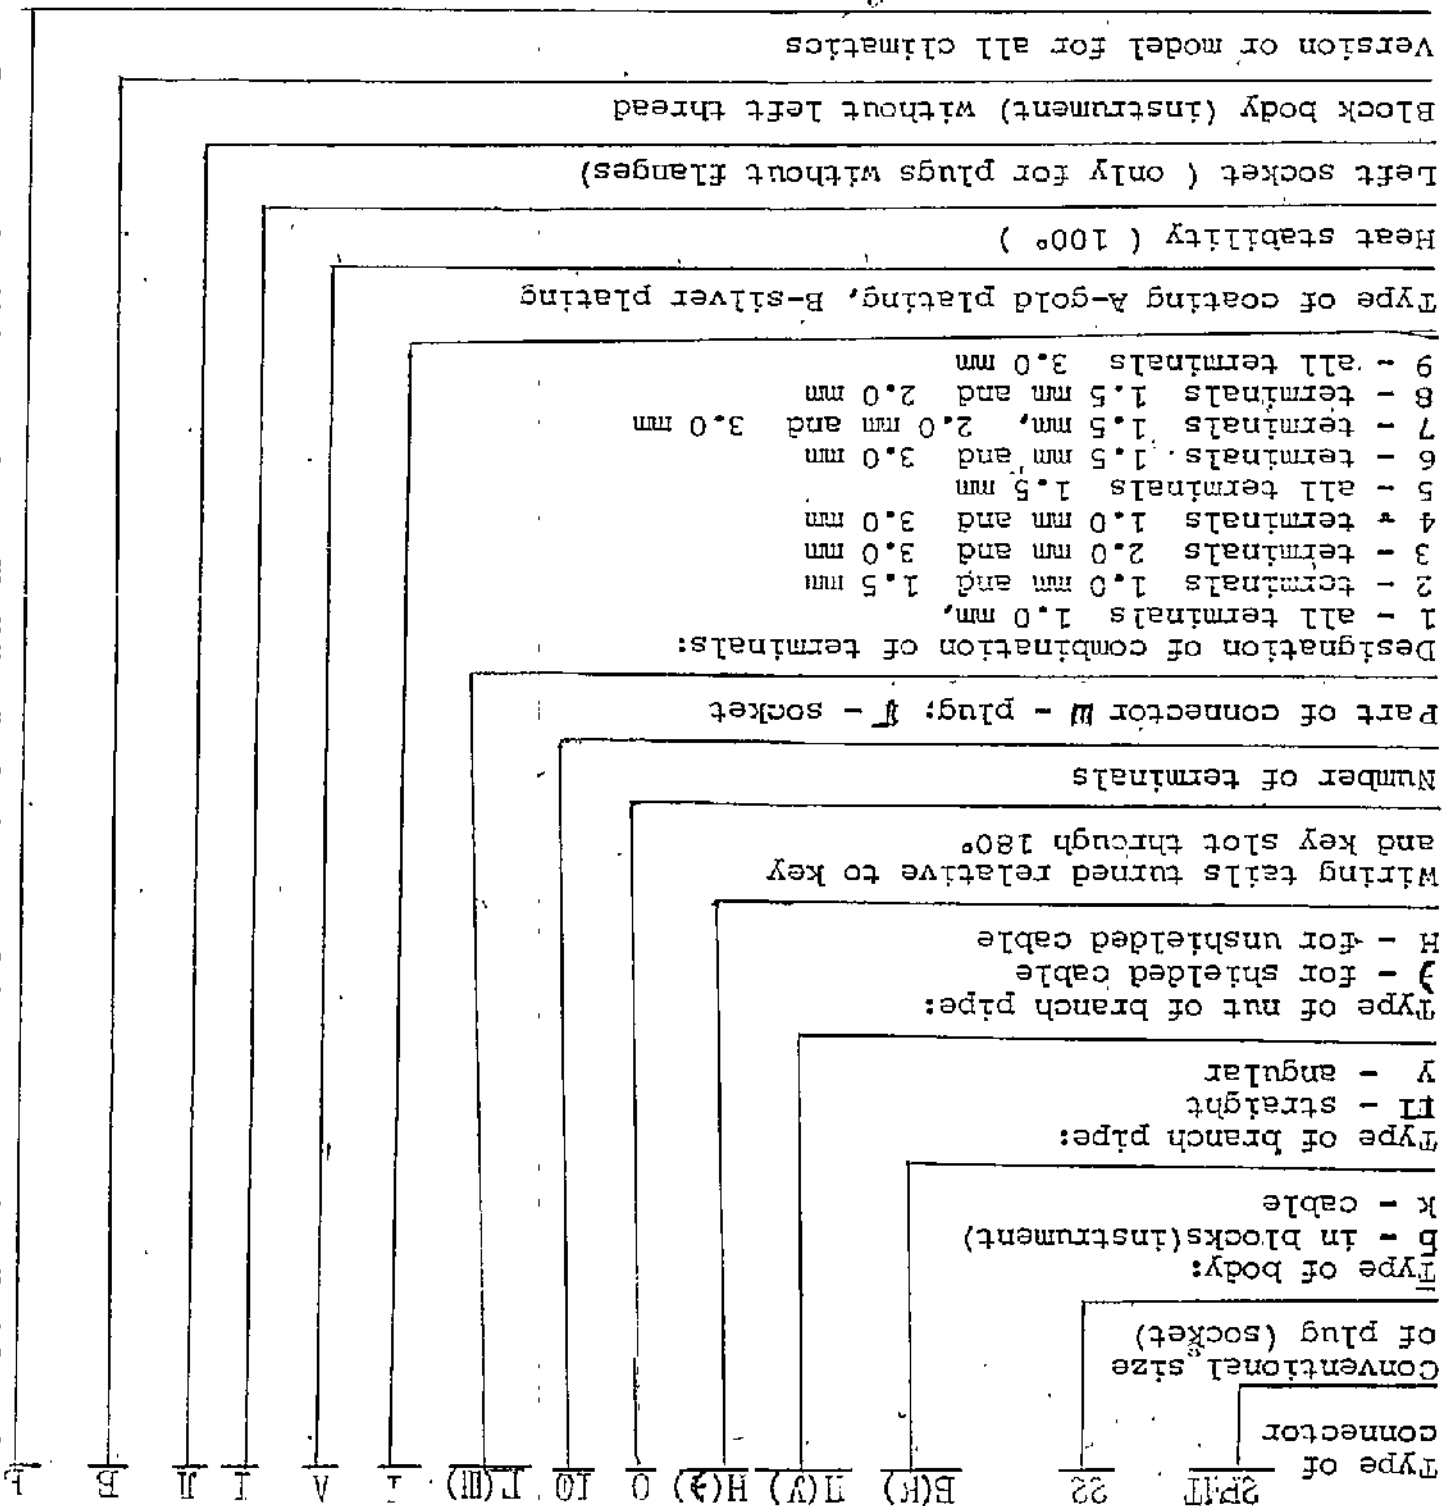 2РМТ 22 Б(К) П(У) Н(Э) О 10 Г(Ш) 1 А 1 Л Б В
Type of
connector
Conventional size
of plug (socket)
Type of body:
б - in blocks(instrument)
k - cable
Type of branch pipe:
П - straight
У - angular
Type of nut of branch pipe:
Э - for shielded cable
H - for unshielded cable
Wiring tails turned relative to key
and key slot through 180°
Number of terminals
Part of connector Ш - plug; Г - socket
Designation of combination of terminals:
1 - all terminals 1.0 mm,
2 - terminals 1.0 mm and 1.5 mm
3 - terminals 2.0 mm and 3.0 mm
4 - terminals 1.0 mm and 3.0 mm
5 - all terminals 1.5 mm
6 - terminals 1.5 mm and 3.0 mm
7 - terminals 1.5 mm, 2.0 mm and 3.0 mm
8 - terminals 1.5 mm and 2.0 mm
9 - all terminals 3.0 mm
Type of coating A-gold plating, B-silver plating
Heat stability ( 100° )
Left socket ( only for plugs without flanges)
Block body (instrument) without left thread
Version or model for all climatics